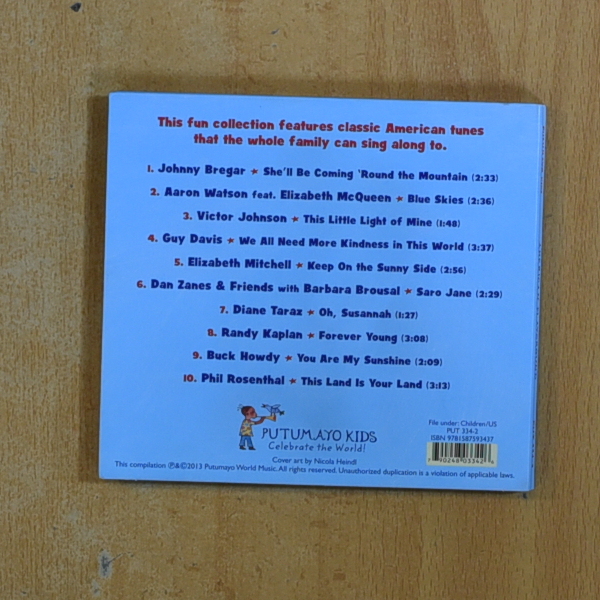 This fun collection features classic American tunes
that the whole family can sing along to.
1. Johnny Bregar ★ She'll Be Coming 'Round the Mountain (2:33)
2. Aaron Watson feat. Elizabeth McQueen ★ Blue Skies (2:36)
3. Victor Johnson ★ This Little Light of Mine (1:48)
4. Guy Davis ★ We All Need More Kindness in This World (3:37)
5. Elizabeth Mitchell ★ Keep On the Sunny Side (2:56)
6. Dan Zanes & Friends with Barbara Brousal ★ Saro Jane (2:29)
7. Diane Taraz ★ Oh, Susannah (1:27)
8. Randy Kaplan ★ Forever Young (3:08)
9. Buck Howdy ★ You Are My Sunshine (2:09)
10. Phil Rosenthal ★ This Land Is Your Land (3:13)
PUTUMAYO KIDS
Celebrate the World!
File under: Children/US
PUT 334-2
ISBN 9781587593437
Cover art by Nicola Heindl
This compilation ℗&©2013 Putumayo World Music. All rights reserved. Unauthorized duplication is a violation of applicable laws.